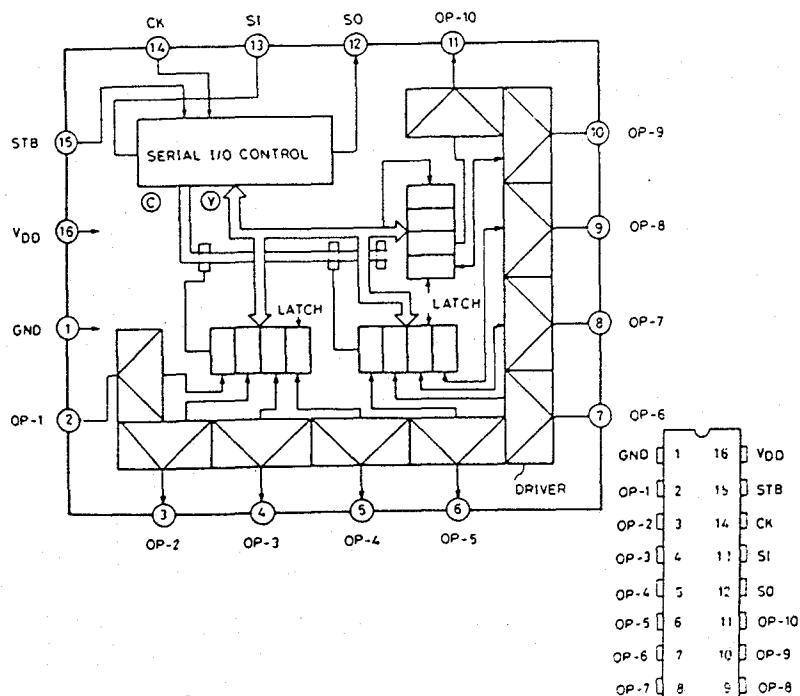 CK SI SO OP-10
14 13 12 11
STB 15
SERIAL I/O CONTROL
10 OP-9
C Y
VDD 16
9 OP-8
LATCH LATCH
GND 1
8 OP-7
OP-1 2
7 OP-6
DRIVER
3 4 5 6
OP-2 OP-3 OP-4 OP-5
GND 1 16 VDD
OP-1 2 15 STB
OP-2 3 14 CK
OP-3 4 SI
OP-4 5 12 SO
OP-5 6 11 OP-10
OP-6 7 10 OP-9
OP-7 8 9 OP-8